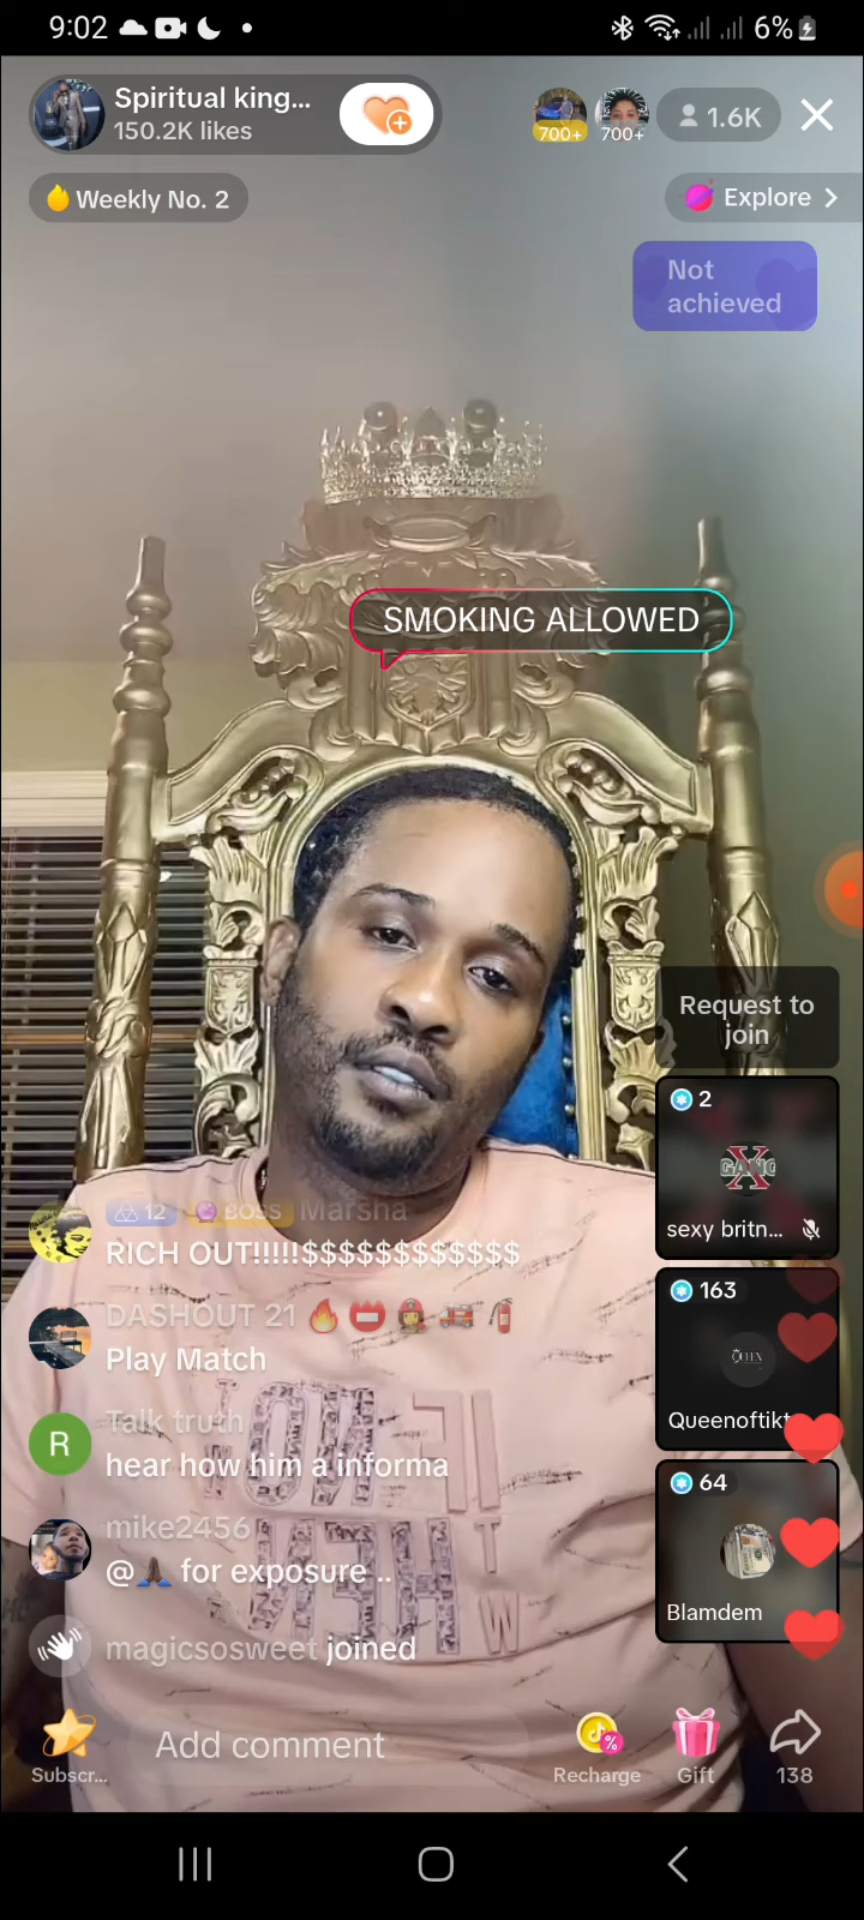 9:02
6%
Spiritual king...
150.2K likes
700+
700+
1.6K
Weekly No. 2
Explore
Not
achieved
SMOKING ALLOWED
Request to
join
2
GANG
X
sexy britn...
12 BOSS Marsha
RICH OUT!!!!!$$$$$$$$$$$$
DASHOUT 21 🔥📛👩‍🚒🚒🧯
Play Match
163
QUEEN
Queenoftikt
R
Talk truth
hear how him a informa
64
Blamdem
mike2456
@🙏🏿 for exposure ..
magicsosweet joined
Subscr...
Add comment
Recharge
Gift
138